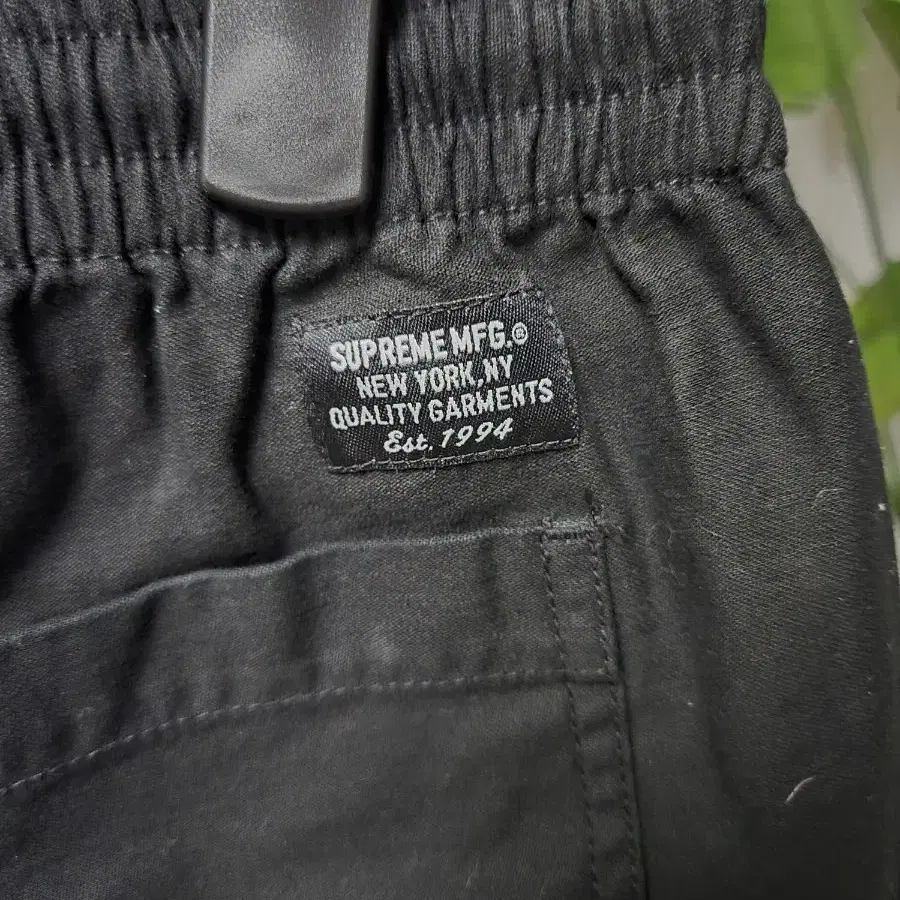 SUPREME MFG.®
NEW YORK, NY
QUALITY GARMENTS
Est. 1994